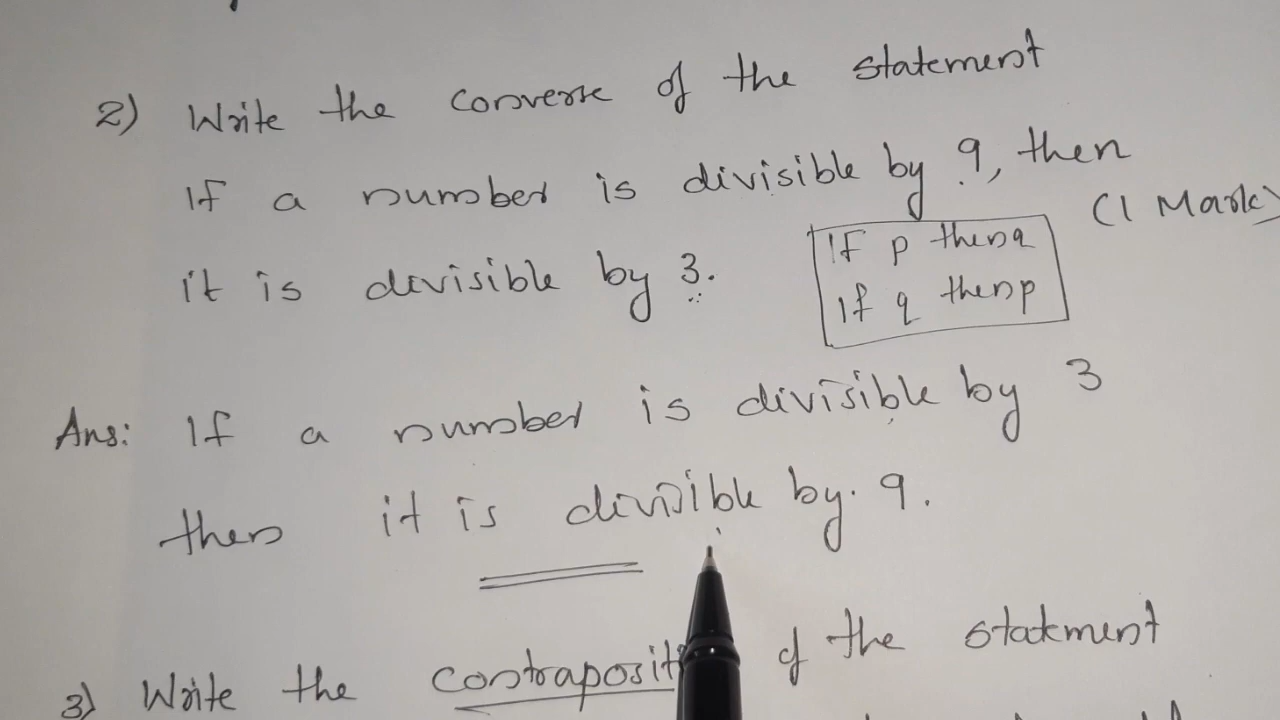 2) Write the converse of the statement
If a number is divisible by 9, then
(1 Mark)
it is divisible by 3.
If p then q
If q then p
Ans: If a number is divisible by 3
then it is divisible by. 9.
3) Write the of the statement